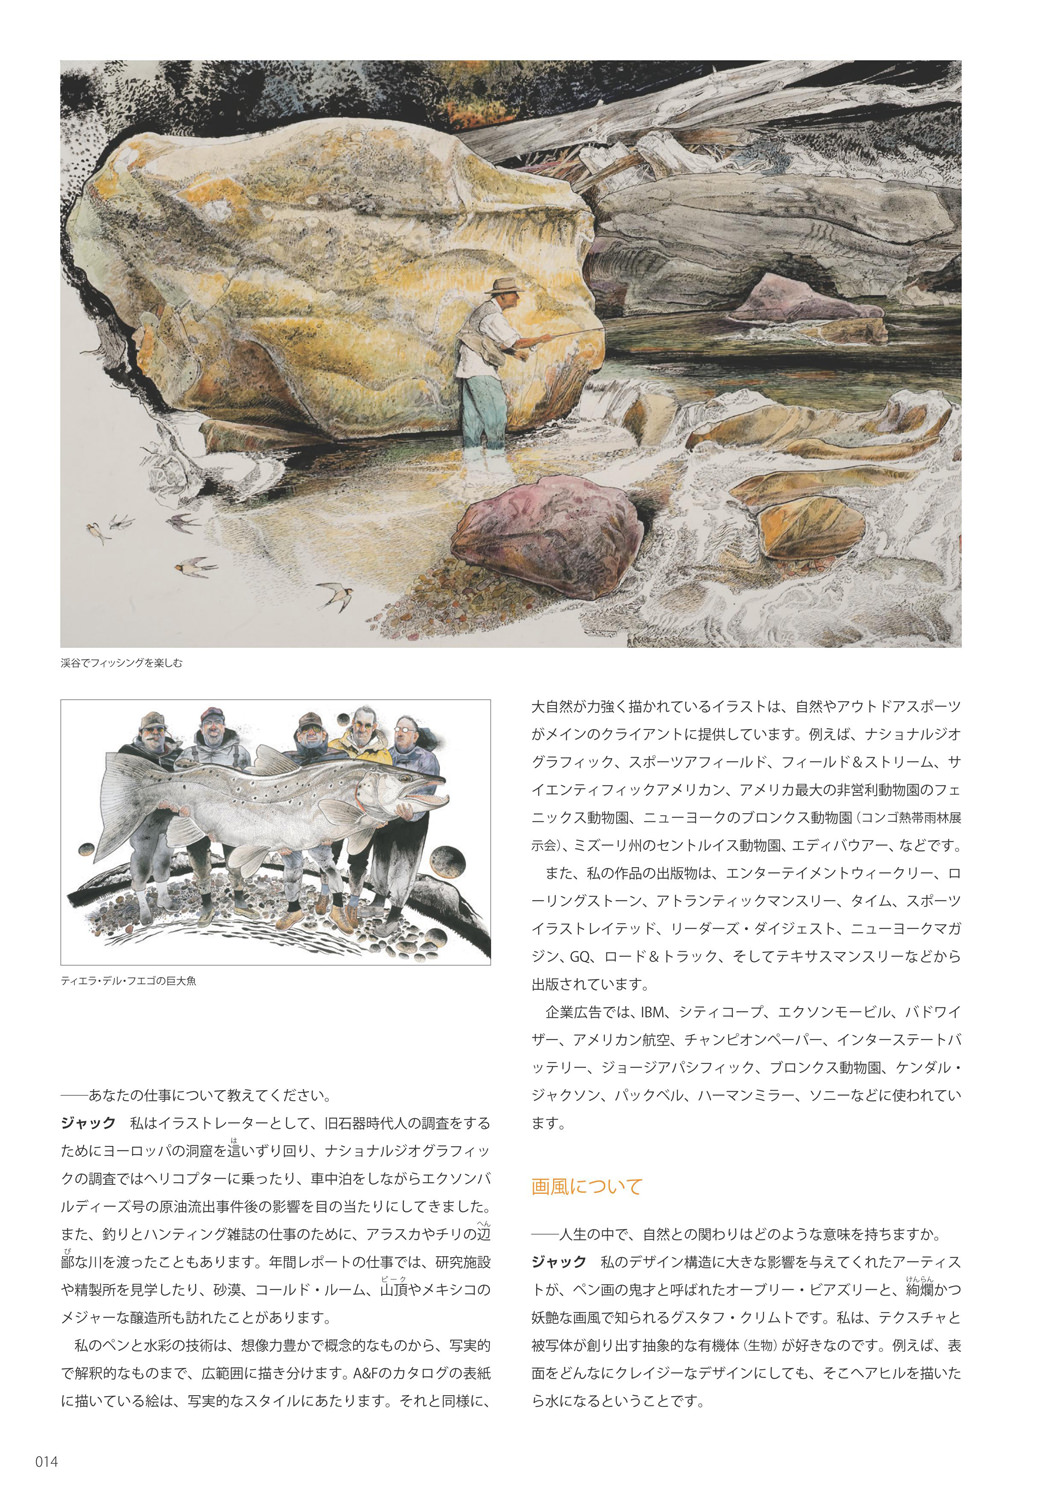 渓谷でフィッシングを楽しむ
ティエラ・デル・フエゴの巨大魚
――あなたの仕事について教えてください。
ジャック　私はイラストレーターとして、旧石器時代人の調査をする
ためにヨーロッパの洞窟を這いずり回り、ナショナルジオグラフィッ
クの調査ではヘリコプターに乗ったり、車中泊をしながらエクソンバ
ルディーズ号の原油流出事件後の影響を目の当たりにしてきました。
また、釣りとハンティング雑誌の仕事のために、アラスカやチリの辺
鄙な川を渡ったこともあります。年間レポートの仕事では、研究施設
や精製所を見学したり、砂漠、コールド・ルーム、山頂やメキシコの
メジャーな醸造所も訪れたことがあります。
　私のペンと水彩の技術は、想像力豊かで概念的なものから、写実的
で解釈的なものまで、広範囲に描き分けます。A&Fのカタログの表紙
に描いている絵は、写実的なスタイルにあたります。それと同様に、
大自然が力強く描かれているイラストは、自然やアウトドアスポーツ
がメインのクライアントに提供しています。例えば、ナショナルジオ
グラフィック、スポーツアフィールド、フィールド＆ストリーム、サ
イエンティフィックアメリカン、アメリカ最大の非営利動物園のフェ
ニックス動物園、ニューヨークのブロンクス動物園（コンゴ熱帯雨林展
示会）、ミズーリ州のセントルイス動物園、エディバウアー、などです。
　また、私の作品の出版物は、エンターテイメントウィークリー、ロ
ーリングストーン、アトランティックマンスリー、タイム、スポーツ
イラストレイテッド、リーダーズ・ダイジェスト、ニューヨークマガ
ジン、GQ、ロード＆トラック、そしてテキサスマンスリーなどから
出版されています。
　企業広告では、IBM、シティコープ、エクソンモービル、バドワイ
ザー、アメリカン航空、チャンピオンペーパー、インターステートバ
ッテリー、ジョージアパシフィック、ブロンクス動物園、ケンダル・
ジャクソン、パックベル、ハーマンミラー、ソニーなどに使われてい
ます。
画風について
――人生の中で、自然との関わりはどのような意味を持ちますか。
ジャック　私のデザイン構造に大きな影響を与えてくれたアーティス
トが、ペン画の鬼才と呼ばれたオーブリー・ビアズリーと、絢爛かつ
妖艶な画風で知られるグスタフ・クリムトです。私は、テクスチャと
被写体が創り出す抽象的な有機体（生物）が好きなのです。例えば、表
面をどんなにクレイジーなデザインにしても、そこへアヒルを描いた
ら水になるということです。
014